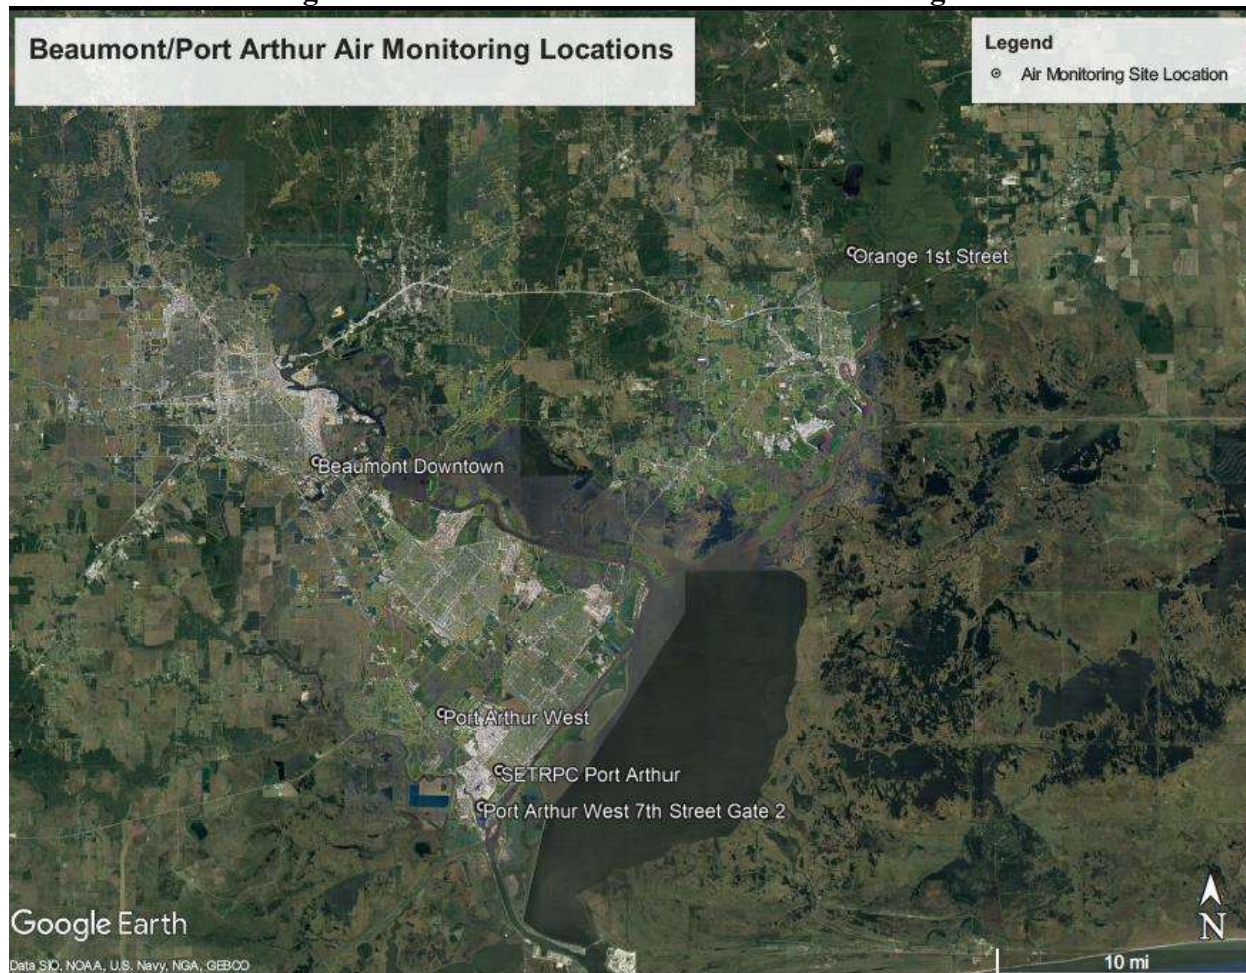 Beaumont/Port Arthur Air Monitoring Locations
Legend
Air Monitoring Site Location
Orange 1st Street
Beaumont Downtown
Port Arthur West
SETRPC Port Arthur
Port Arthur West 7th Street Gate 2
Google Earth
N
Data SIO, NOAA, U.S. Navy, NGA, GEBCO
10 mi